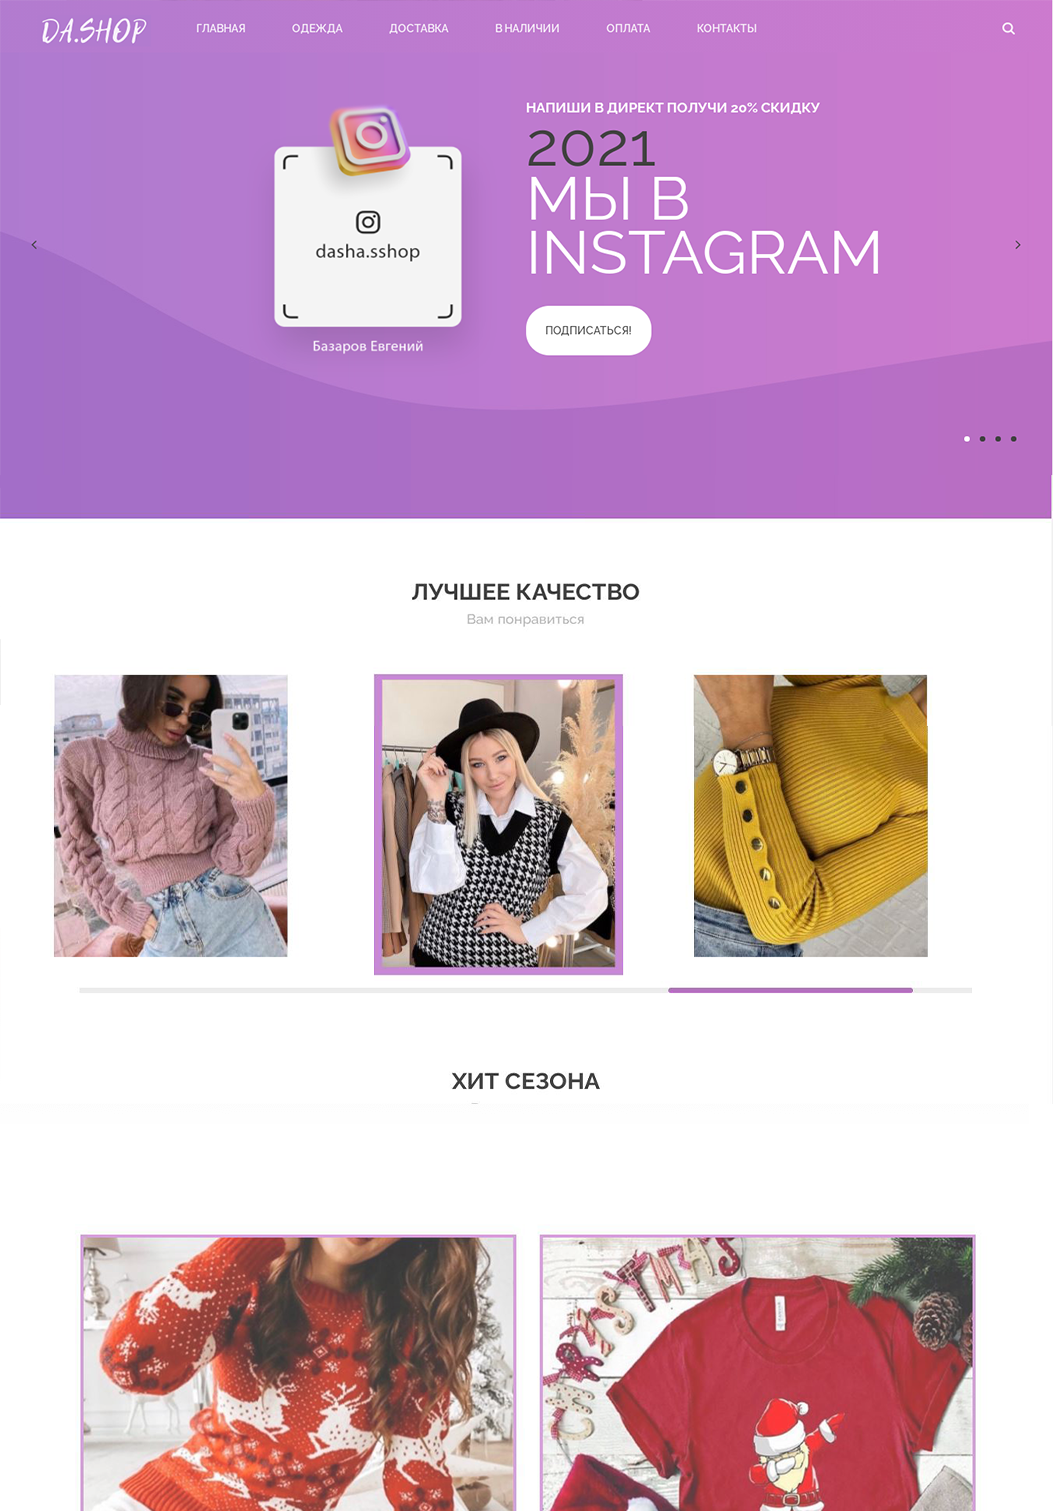 DA.SHOP
ГЛАВНАЯ
ОДЕЖДА
ДОСТАВКА
В НАЛИЧИИ
ОПЛАТА
КОНТАКТЫ
НАПИШИ В ДИРЕКТ ПОЛУЧИ 20% СКИДКУ
2021
МЫ В
INSTAGRAM
dasha.sshop
Базаров Евгений
ПОДПИСАТЬСЯ!
ЛУЧШЕЕ КАЧЕСТВО
Вам понравиться
ХИТ СЕЗОНА
CHRISTMAS